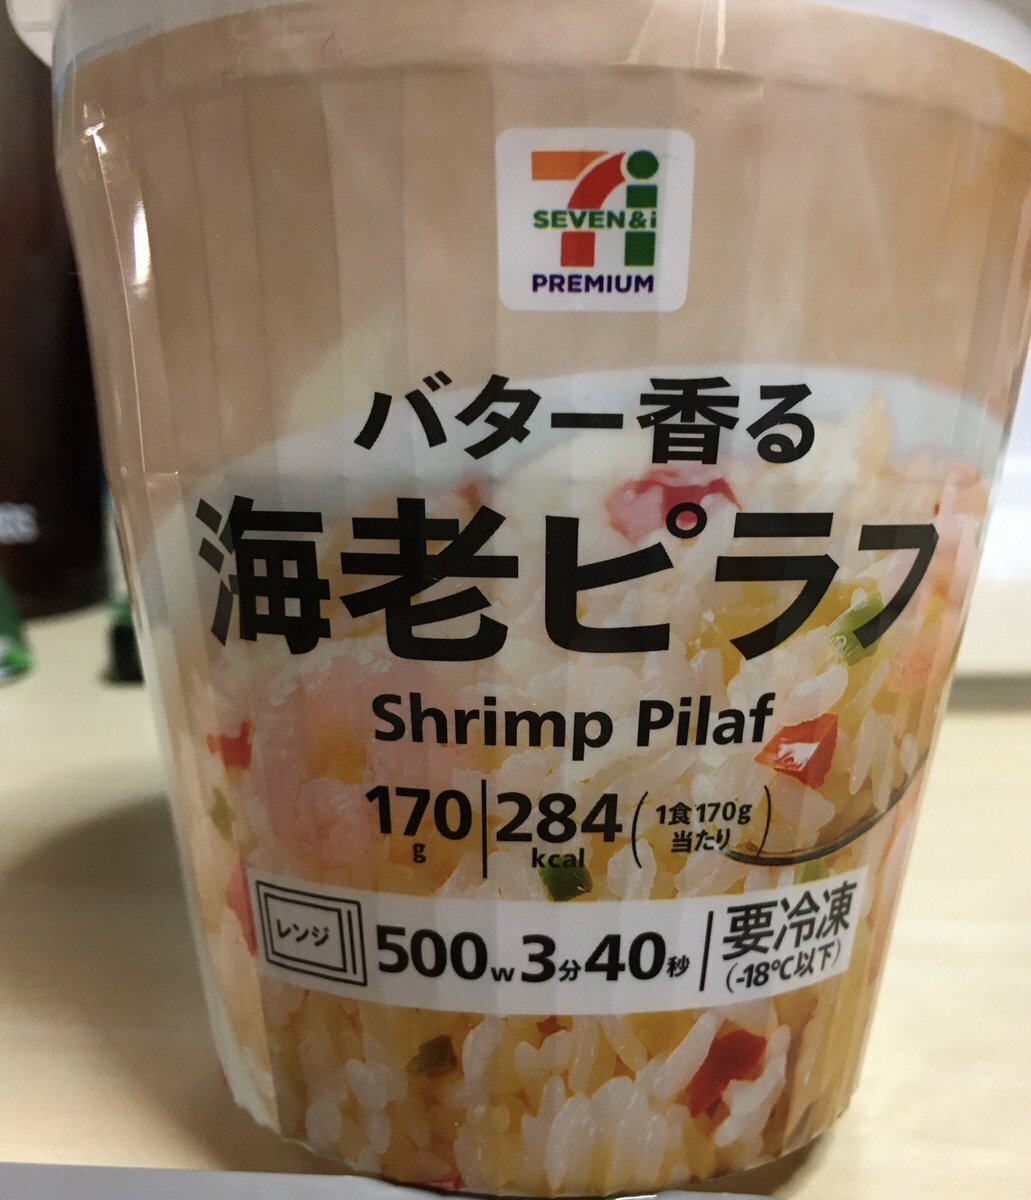 SEVEN&i
PREMIUM
バター香る
海老ピラフ
Shrimp Pilaf
170g 284kcal (1食170g当たり)
レンジ 500w 3分40秒 要冷凍(-18℃以下)